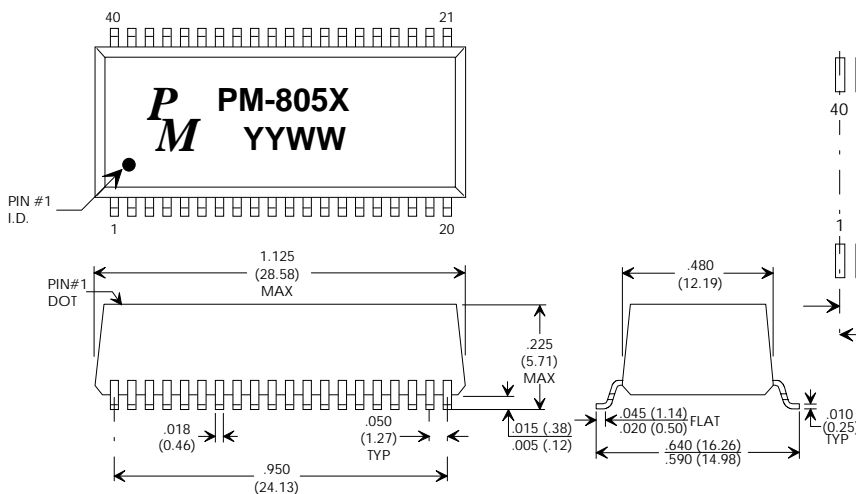 40
21
P
M
PM-805X
YYWW
PIN #1
I.D.
1
20
40
1
1.125
(28.58)
MAX
PIN#1
DOT
.225
(5.71)
MAX
.018
(0.46)
.050
(1.27)
TYP
.015 (.38)
.005 (.12)
.950
(24.13)
.480
(12.19)
.045 (1.14)
.020 (0.50)
FLAT
.640 (16.26)
.590 (14.98)
.010
(0.25)
TYP